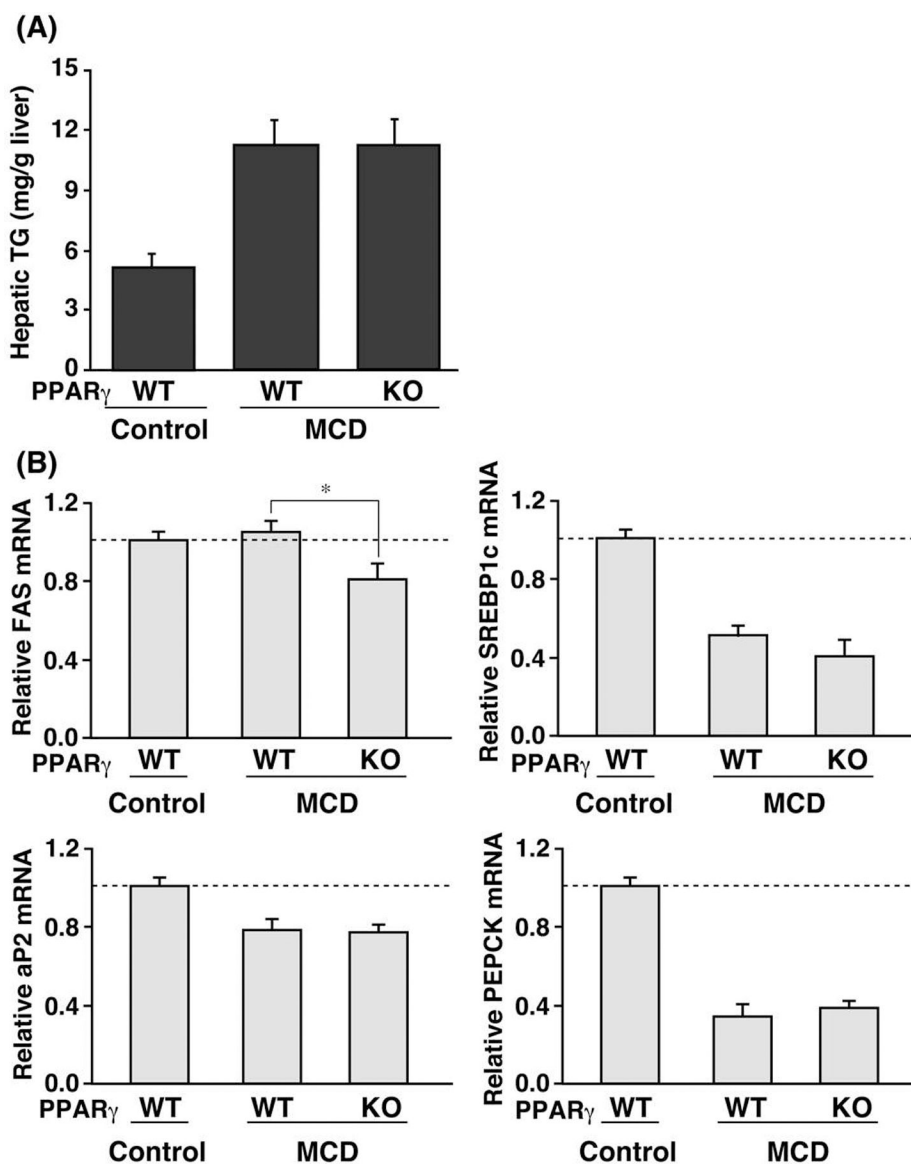 (A)
Hepatic TG (mg/g liver)
15
12
9
6
3
0
PPARγ WT WT KO
Control MCD
(B)
Relative FAS mRNA
1.2
0.8
0.4
0.0
*
PPARγ WT WT KO
Control MCD
Relative SREBP1c mRNA
1.2
0.8
0.4
0.0
PPARγ WT WT KO
Control MCD
Relative aP2 mRNA
1.2
0.8
0.4
0.0
PPARγ WT WT KO
Control MCD
Relative PEPCK mRNA
1.2
0.8
0.4
0.0
PPARγ WT WT KO
Control MCD